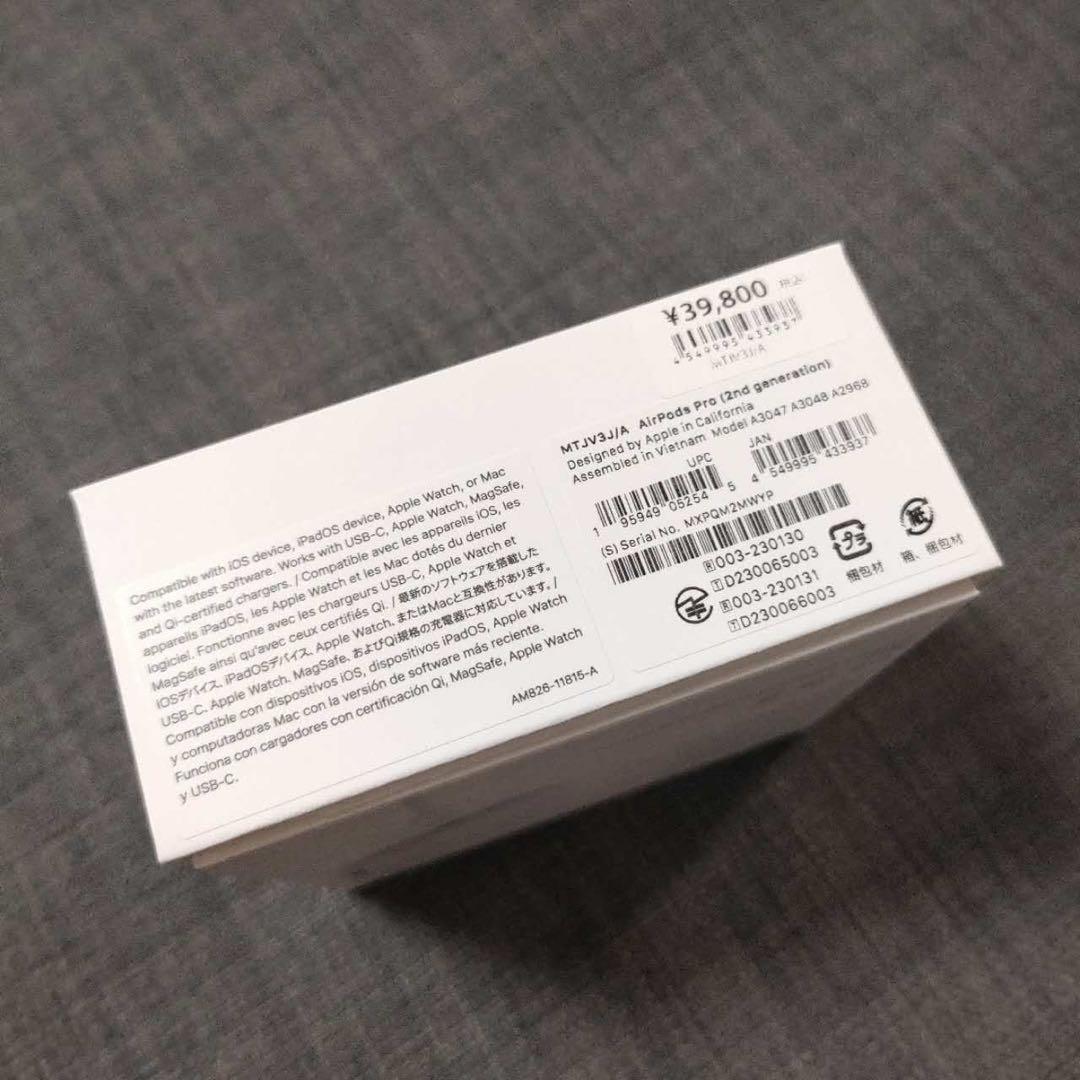 ¥39,800 税込
4 549995 433937
MTJV3J/A
MTJV3J/A AirPods Pro (2nd generation)
Designed by Apple in California
Assembled in Vietnam Model A3047 A3048 A2968
UPC
JAN
1 95949 05254 5
4 549995 433937
(S) Serial No. MXPQM2MWYP
R 003-230130
T D230065003
R 003-230131
T D230066003
プラ
梱包材
紙
箱、梱包材
Compatible with iOS device, iPadOS device, Apple Watch, or Mac
with the latest software. Works with USB-C, Apple Watch, MagSafe,
and Qi-certified chargers. / Compatible avec les appareils iOS, les
appareils iPadOS, les Apple Watch et les Mac dotés du dernier
logiciel. Fonctionne avec les chargeurs USB-C, Apple Watch et
MagSafe ainsi qu'avec ceux certifiés Qi. / 最新のソフトウェアを搭載した
iOSデバイス、iPadOSデバイス、Apple Watch、またはMacと互換性があります。
USB-C、Apple Watch、MagSafe、およびQi規格の充電器に対応しています。/
Compatible con dispositivos iOS, dispositivos iPadOS, Apple Watch
y computadoras Mac con la versión de software más reciente.
Funciona con cargadores con certificación Qi, MagSafe, Apple Watch
y USB-C.
AM826-11815-A